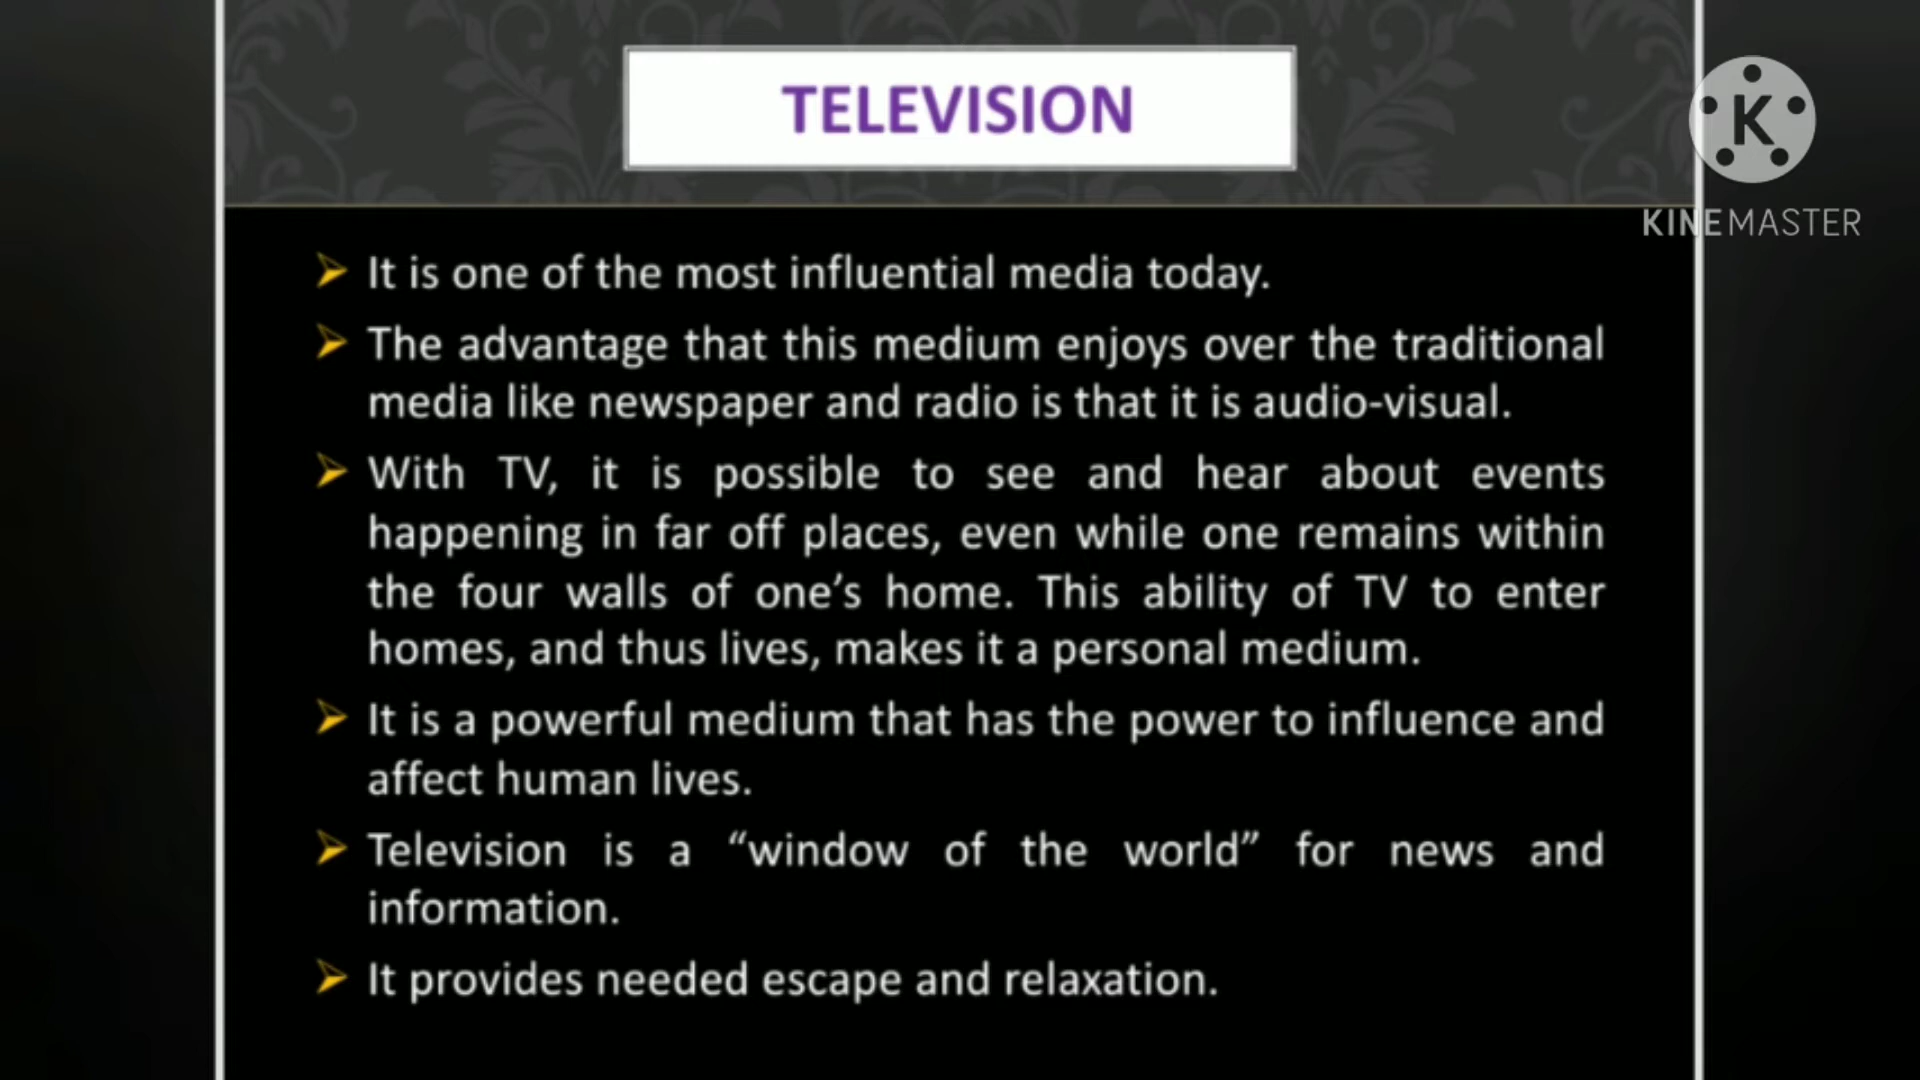 TELEVISION
K
KINEMASTER
➢ It is one of the most influential media today.
➢ The advantage that this medium enjoys over the traditional
media like newspaper and radio is that it is audio-visual.
➢ With TV, it is possible to see and hear about events
happening in far off places, even while one remains within
the four walls of one’s home. This ability of TV to enter
homes, and thus lives, makes it a personal medium.
➢ It is a powerful medium that has the power to influence and
affect human lives.
➢ Television is a “window of the world” for news and
information.
➢ It provides needed escape and relaxation.